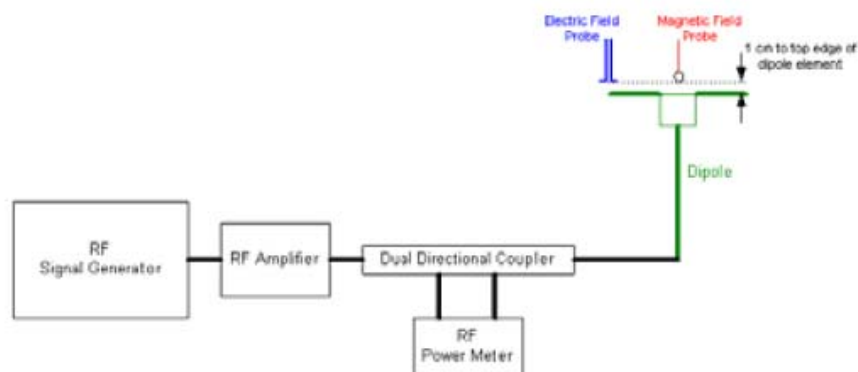 Electric Field
Probe
Magnetic Field
Probe
1 cm to top edge of
dipole element
Dipole
RF
Signal Generator
RF Amplifier
Dual Directional Coupler
RF
Power Meter